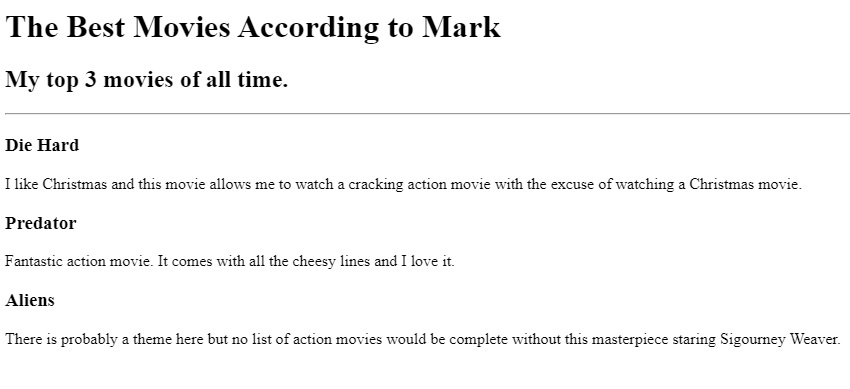 The Best Movies According to Mark
My top 3 movies of all time.
Die Hard
I like Christmas and this movie allows me to watch a cracking action movie with the excuse of watching a Christmas movie.
Predator
Fantastic action movie. It comes with all the cheesy lines and I love it.
Aliens
There is probably a theme here but no list of action movies would be complete without this masterpiece staring Sigourney Weaver.